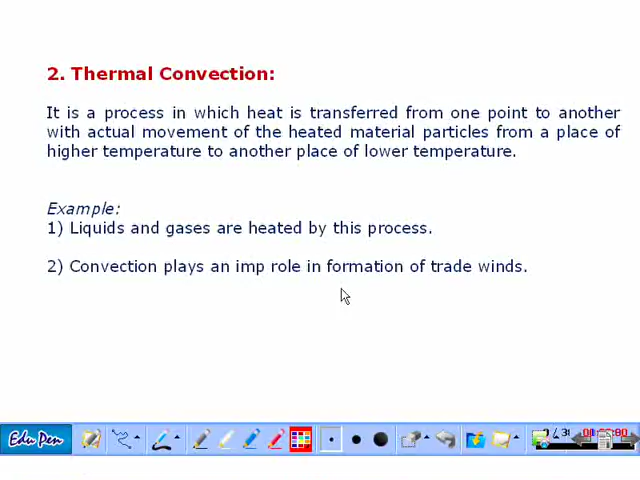 2. Thermal Convection:
It is a process in which heat is transferred from one point to another
with actual movement of the heated material particles from a place of
higher temperature to another place of lower temperature.
Example:
1) Liquids and gases are heated by this process.
2) Convection plays an imp role in formation of trade winds.
Edu Pen